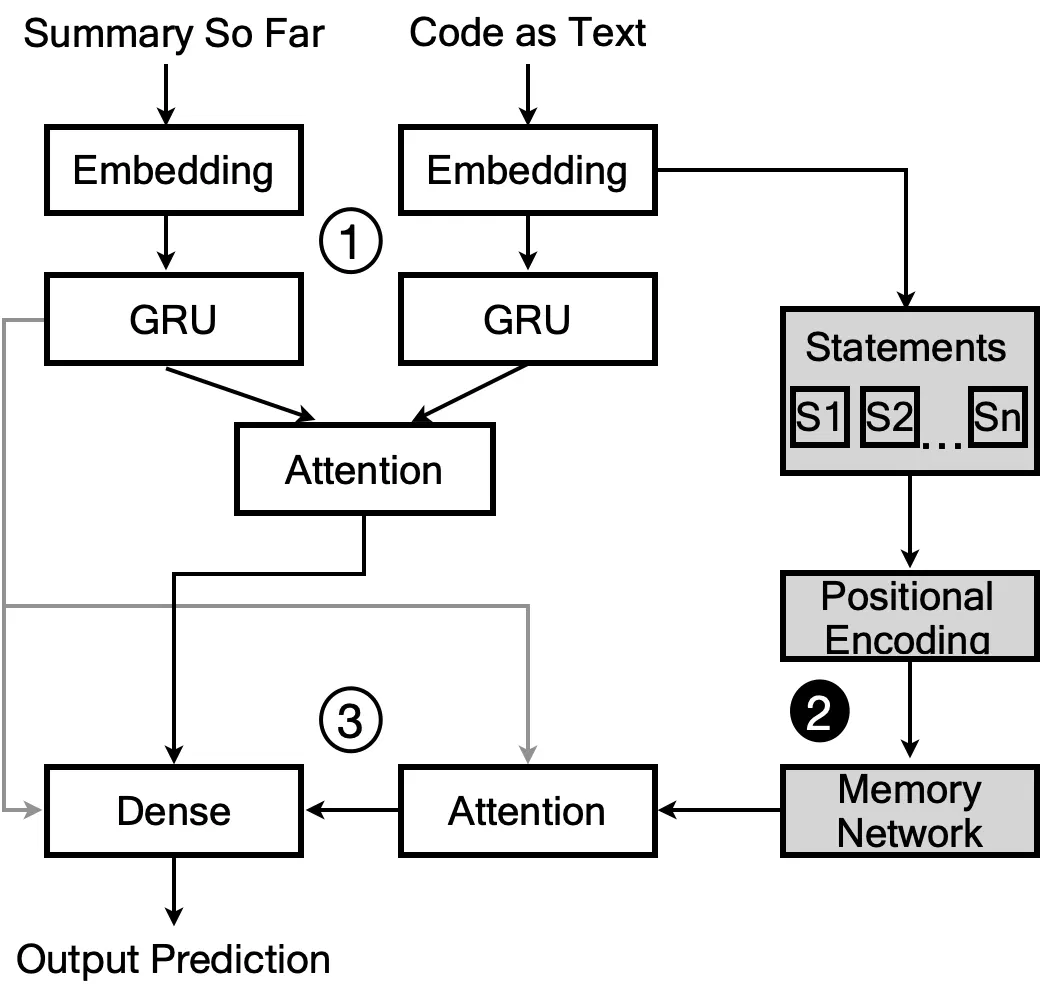 Summary So Far
Code as Text
Embedding
Embedding
1
GRU
GRU
Statements
S1 S2 ... Sn
Attention
Positional
Encoding
2
3
Dense
Attention
Memory
Network
Output Prediction